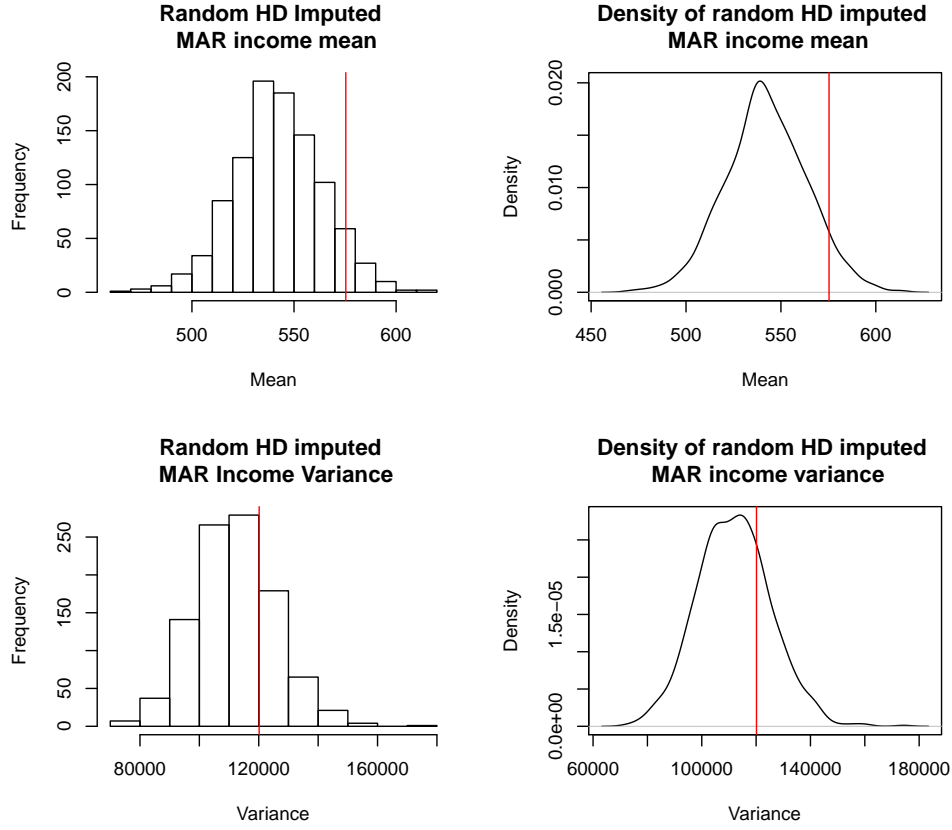 Random HD Imputed
MAR income mean
Frequency
0
50
100
150
200
500
550
600
Mean
Density of random HD imputed
MAR income mean
Density
0.000
0.010
0.020
450
500
550
600
Mean
Random HD imputed
MAR Income Variance
Frequency
0
50
150
250
80000
120000
160000
Variance
Density of random HD imputed
MAR income variance
Density
0.0e+00
1.5e−05
60000
100000
140000
180000
Variance